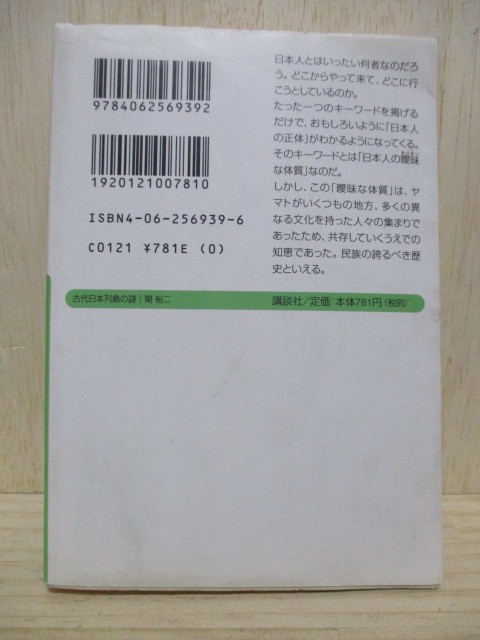 日本人とはいったい何者なのだろ
う。どこからやって来て、どこに行
こうとしているのか。
たった一つのキーワードを掲げる
だけで、おもしろいように「日本人
の正体」がわかるようになってくる。
そのキーワードとは「日本人の曖昧
な体質」なのだ。
しかし、この「曖昧な体質」は、ヤ
マトがいくつもの地方、多くの異
なる文化を持った人々の集まりで
あったため、共存していくうえでの
知恵であった。民族の誇るべき歴
史といえる。
9784062569392
1920121007810
ISBN4-06-256939-6
C0121 ¥781E (0)
古代日本列島の謎｜関 裕二
講談社／定価：本体781円（税別）